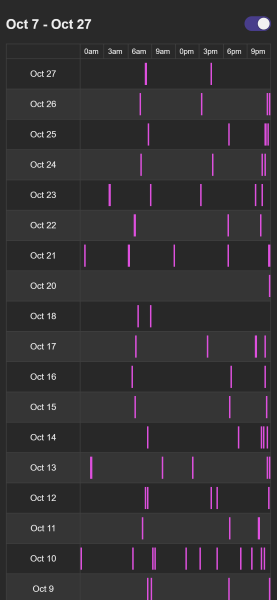 Oct 7 - Oct 27
0am 3am 6am 9am 0pm 3pm 6pm 9pm
Oct 27
Oct 26
Oct 25
Oct 24
Oct 23
Oct 22
Oct 21
Oct 20
Oct 18
Oct 17
Oct 16
Oct 15
Oct 14
Oct 13
Oct 12
Oct 11
Oct 10
Oct 9